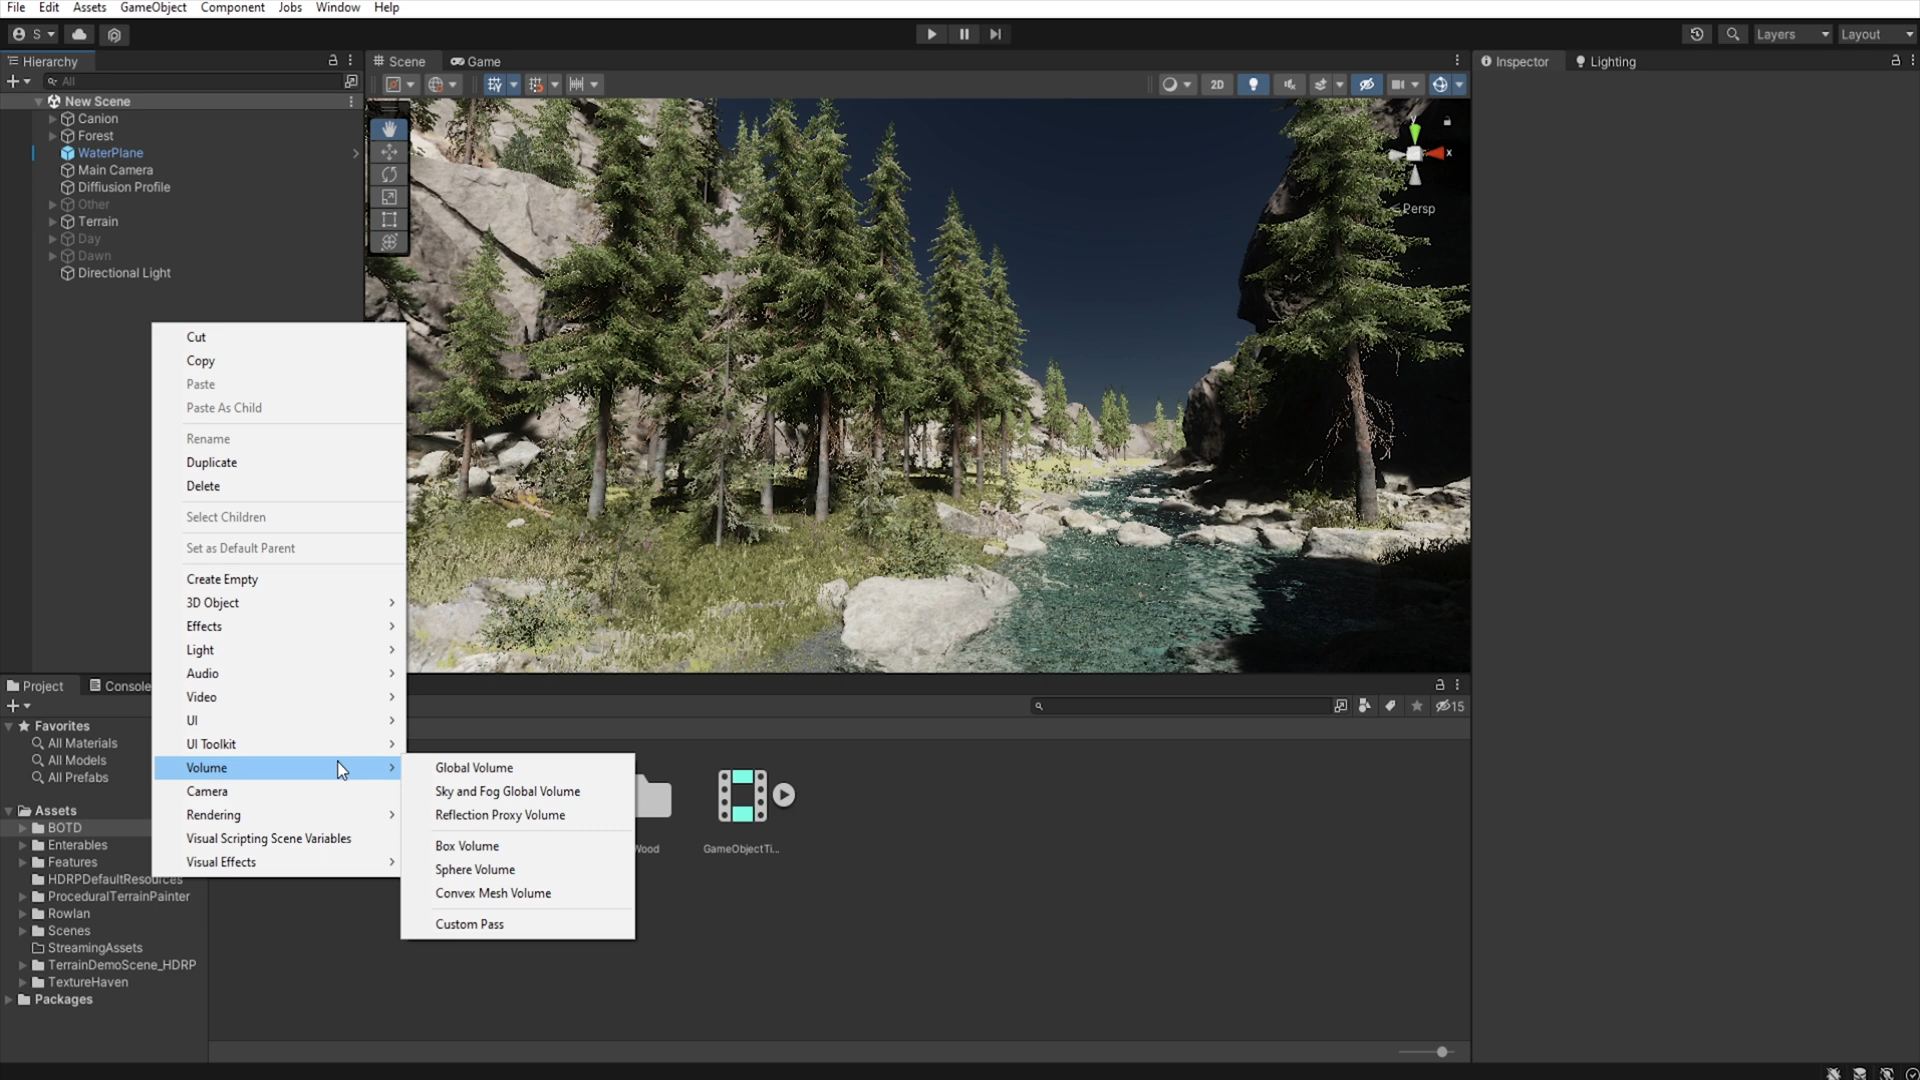 File Edit Assets GameObject Component Jobs Window Help
S Layers Layout
Hierarchy Scene Game Inspector Lighting
All 2D
New Scene
Canion
Forest
WaterPlane
Main Camera
Diffiusion Profile
Other
Terrain
Day
Dawn
Directional Light
y
x
Persp
Cut
Copy
Paste
Paste As Child
Rename
Duplicate
Delete
Select Children
Set as Default Parent
Create Empty
3D Object
Effects
Light
Audio
Video
UI
UI Toolkit
Volume
Camera
Rendering
Visual Scripting Scene Variables
Visual Effects
Global Volume
Sky and Fog Global Volume
Reflection Proxy Volume
Box Volume
Sphere Volume
Convex Mesh Volume
Custom Pass
Project Console
15
Favorites
All Materials
All Models
All Prefabs
Assets
BOTD
Enterables
Features
HDRPDefaultResources
ProceduralTerrainPainter
Rowlan
Scenes
StreamingAssets
TerrainDemoScene_HDRP
TextureHaven
Packages
Wood GameObjectTi...